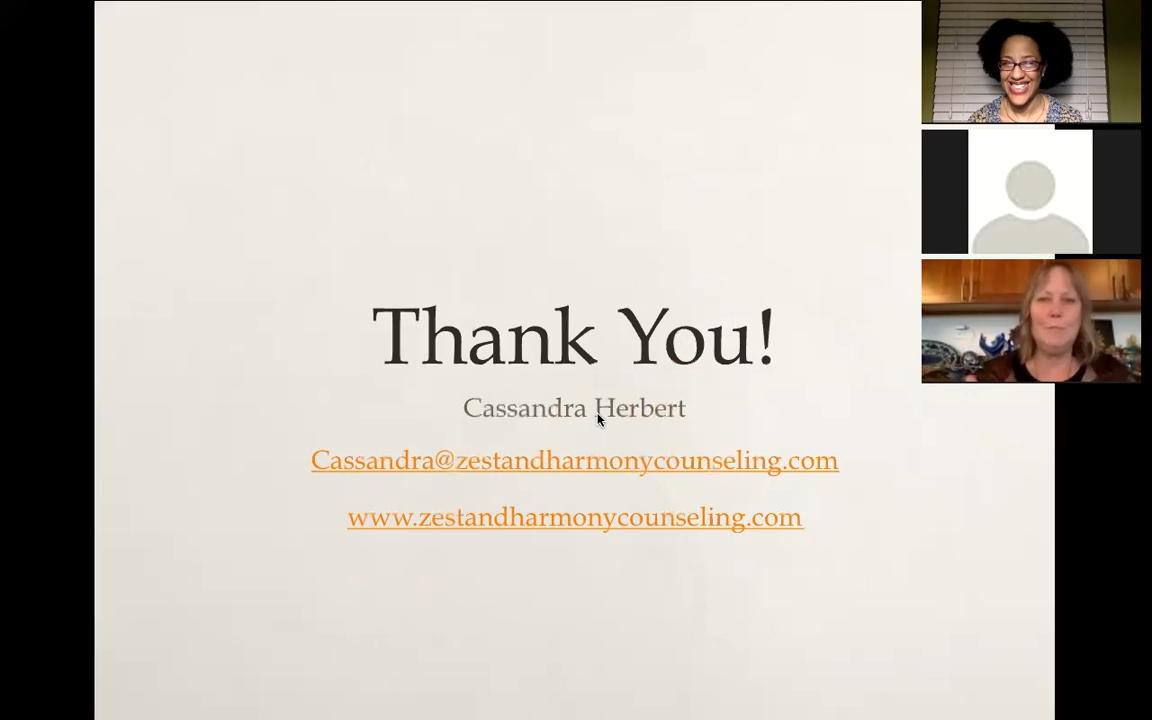 Thank You!
Cassandra Herbert
Cassandra@zestandharmonycounseling.com
www.zestandharmonycounseling.com